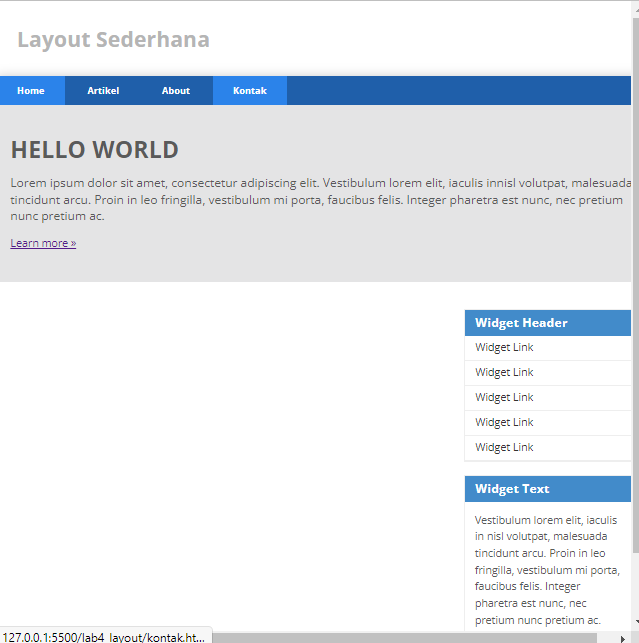 Layout Sederhana
Home Artikel About Kontak
HELLO WORLD
Lorem ipsum dolor sit amet, consectetur adipiscing elit. Vestibulum lorem elit, iaculis innisl volutpat, malesuada
tincidunt arcu. Proin in leo fringilla, vestibulum mi porta, faucibus felis. Integer pharetra est nunc, nec pretium
nunc pretium ac.
Learn more »
Widget Header
Widget Link
Widget Link
Widget Link
Widget Link
Widget Link
Widget Text
Vestibulum lorem elit, iaculis
in nisl volutpat, malesuada
tincidunt arcu. Proin in leo
fringilla, vestibulum mi porta,
faucibus felis. Integer
pharetra est nunc, nec
pretium nunc pretium ac.
127.0.0.1:5500/lab4_layout/kontak.ht...